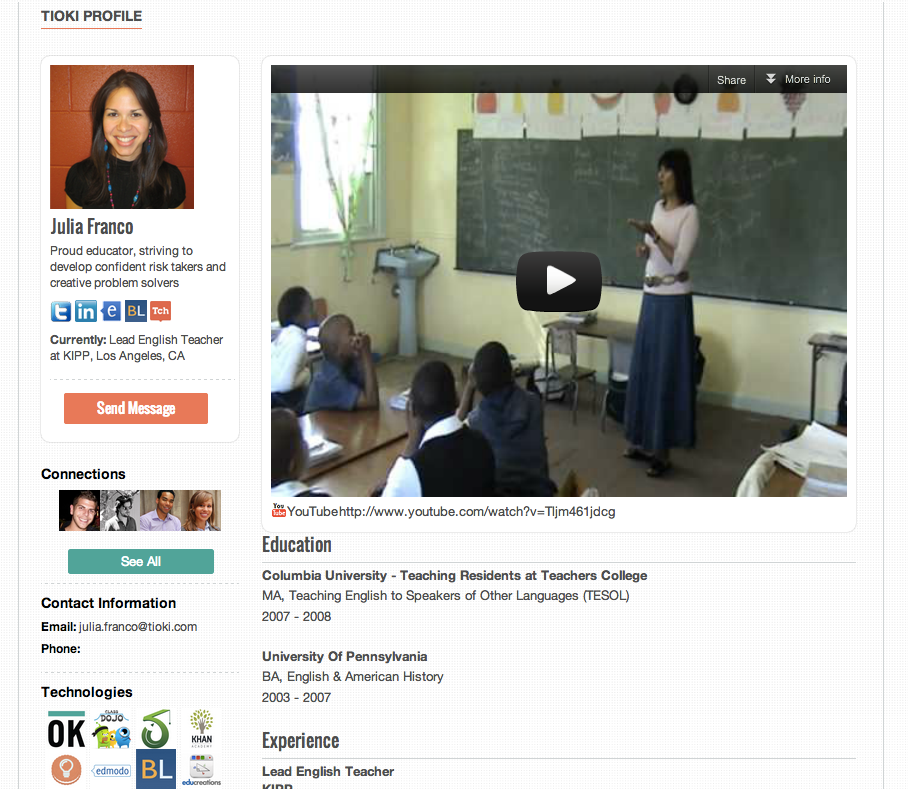 TIOKI PROFILE
Share
More info
Julia Franco
Proud educator, striving to
develop confident risk takers and
creative problem solvers
t in e BL Tch
Currently: Lead English Teacher
at KIPP, Los Angeles, CA
Send Message
Connections
See All
Contact Information
Email: julia.franco@tioki.com
Phone:
Technologies
OK
CLASS
DOJO
KHAN
ACADEMY
edmodo
BL
educreations
You
Tube
YouTubehttp://www.youtube.com/watch?v=Tljm461jdcg
Education
Columbia University - Teaching Residents at Teachers College
MA, Teaching English to Speakers of Other Languages (TESOL)
2007 - 2008
University Of Pennsylvania
BA, English & American History
2003 - 2007
Experience
Lead English Teacher
KIPP